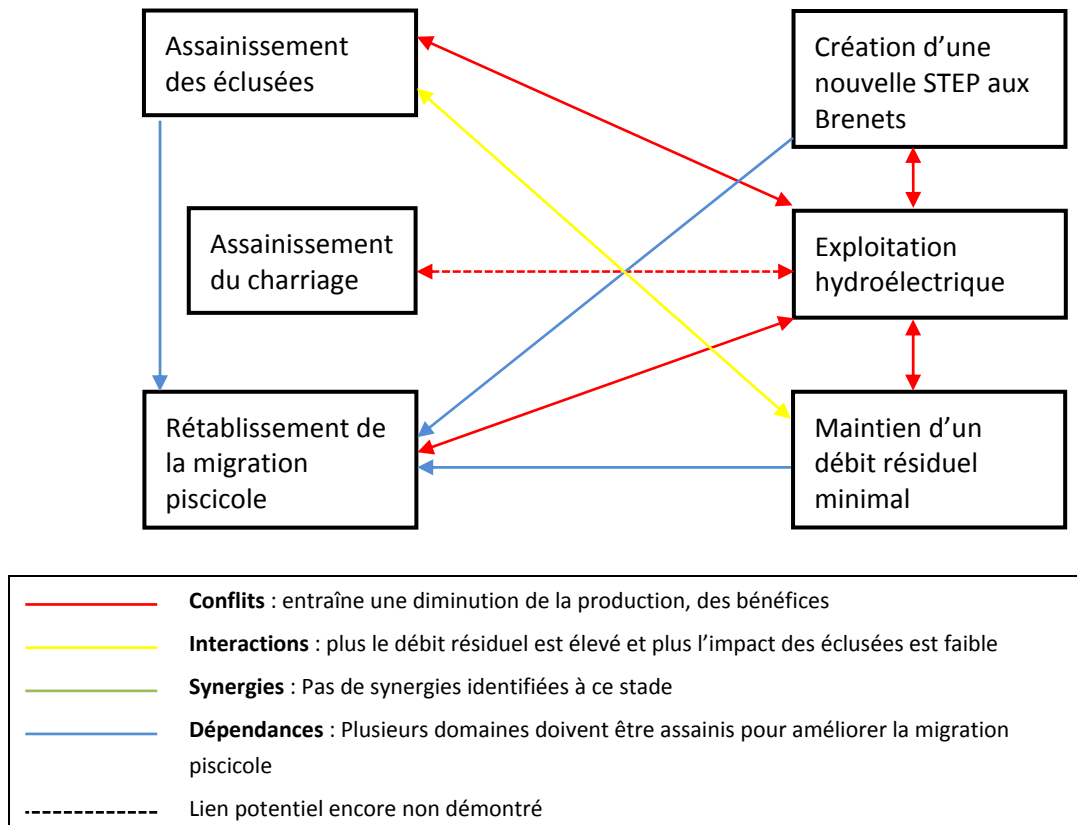 Assainissement
des éclusées
Création d’une
nouvelle STEP aux
Brenets
Assainissement
du charriage
Exploitation
hydroélectrique
Rétablissement de
la migration
piscicole
Maintien d’un
débit résiduel
minimal
Conflits : entraîne une diminution de la production, des bénéfices
Interactions : plus le débit résiduel est élevé et plus l’impact des éclusées est faible
Synergies : Pas de synergies identifiées à ce stade
Dépendances : Plusieurs domaines doivent être assainis pour améliorer la migration
piscicole
Lien potentiel encore non démontré